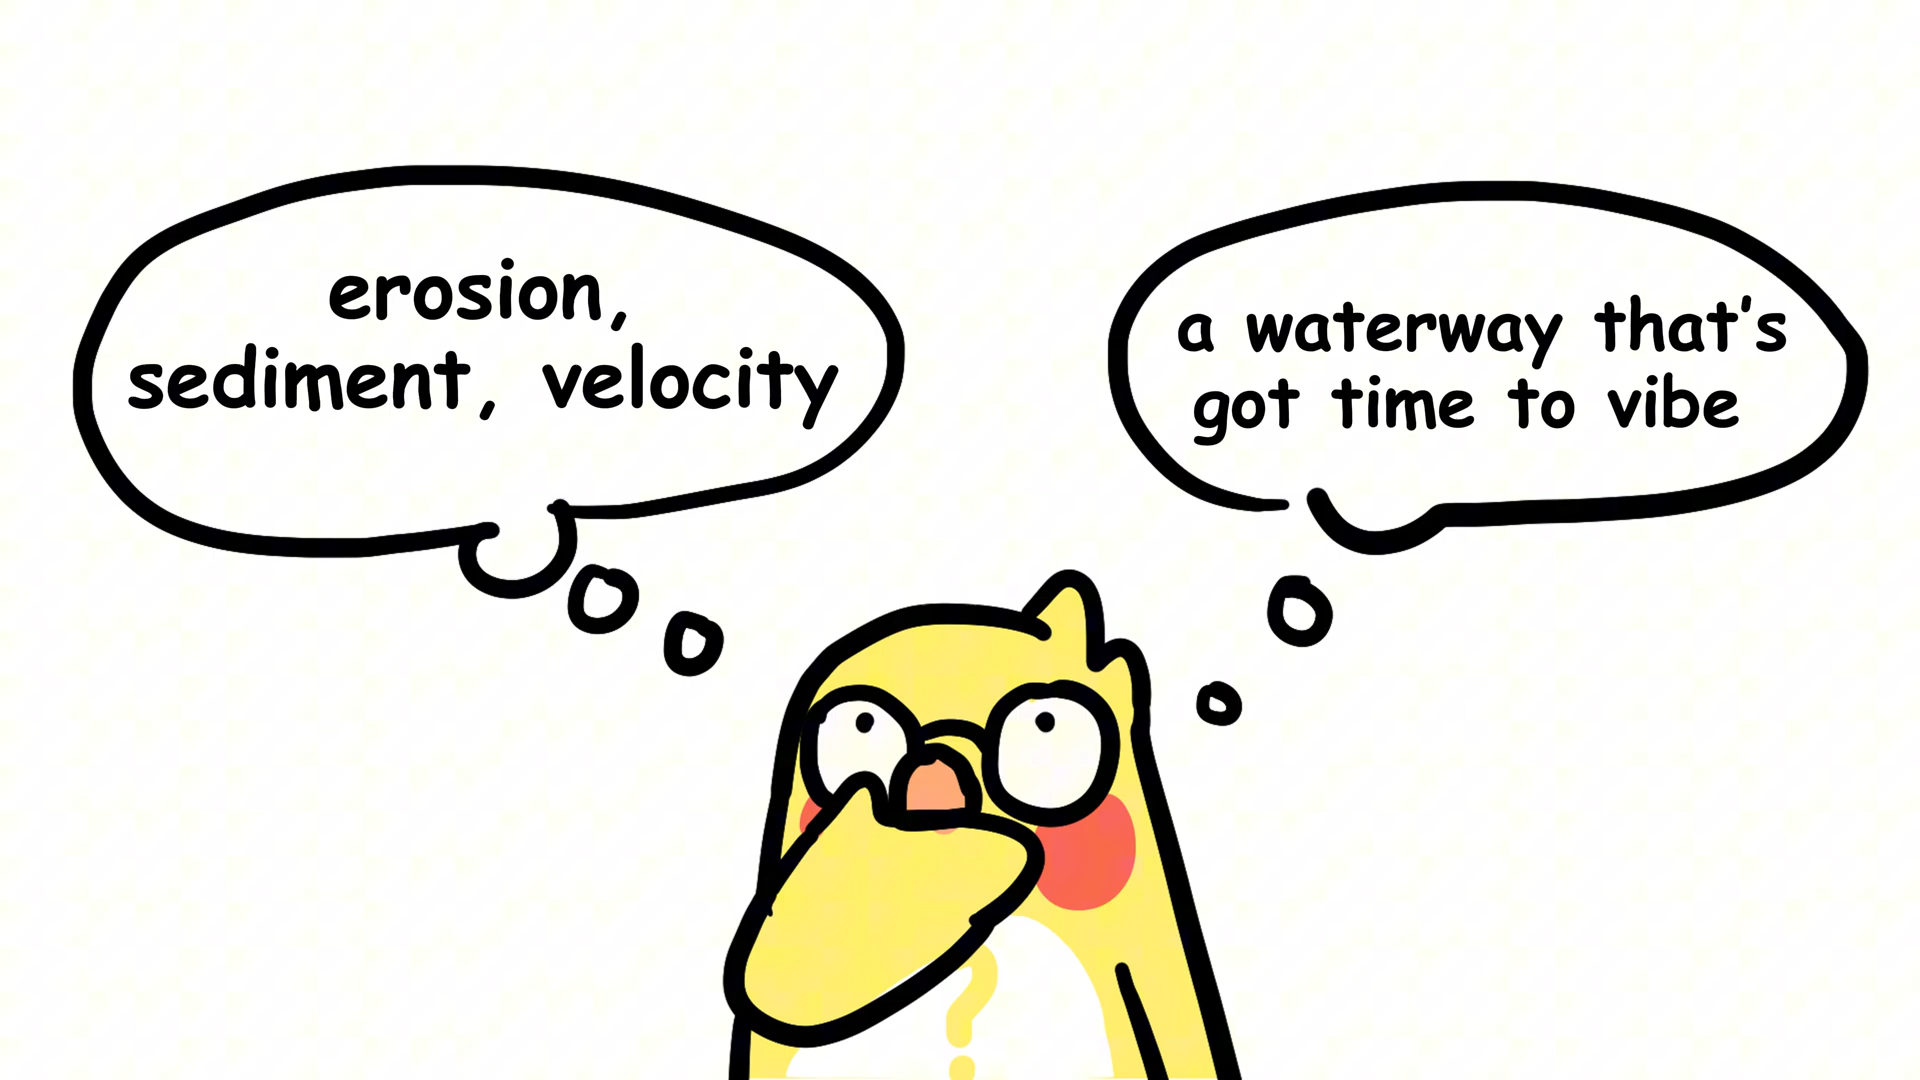 erosion,
sediment, velocity
a waterway that's
got time to vibe
?